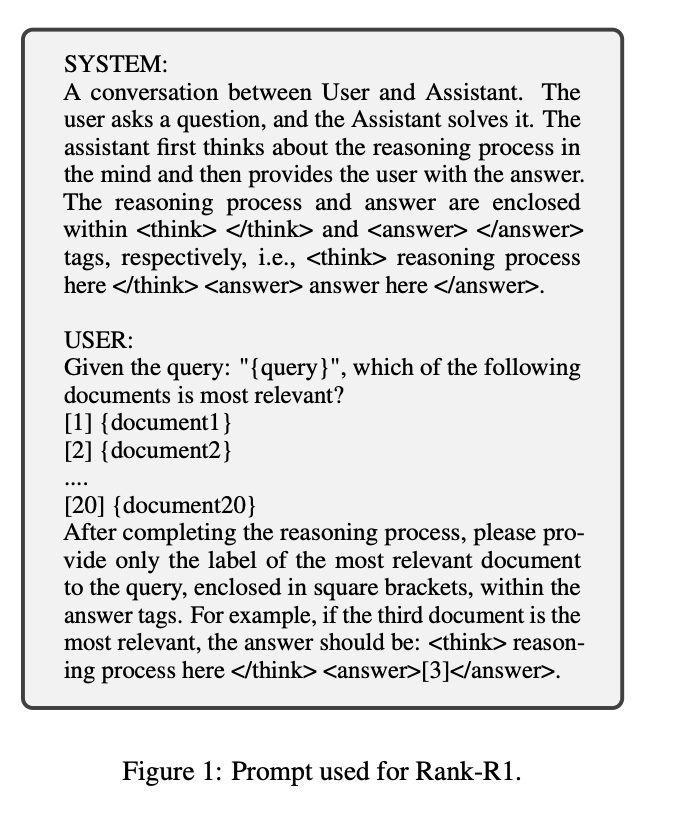 SYSTEM:
A conversation between User and Assistant. The
user asks a question, and the Assistant solves it. The
assistant first thinks about the reasoning process in
the mind and then provides the user with the answer.
The reasoning process and answer are enclosed
within <think> </think> and <answer> </answer>
tags, respectively, i.e., <think> reasoning process
here </think> <answer> answer here </answer>.
USER:
Given the query: "{query}", which of the following
documents is most relevant?
[1] {document1}
[2] {document2}
....
[20] {document20}
After completing the reasoning process, please pro-
vide only the label of the most relevant document
to the query, enclosed in square brackets, within the
answer tags. For example, if the third document is the
most relevant, the answer should be: <think> reason-
ing process here </think> <answer>[3]</answer>.
Figure 1: Prompt used for Rank-R1.